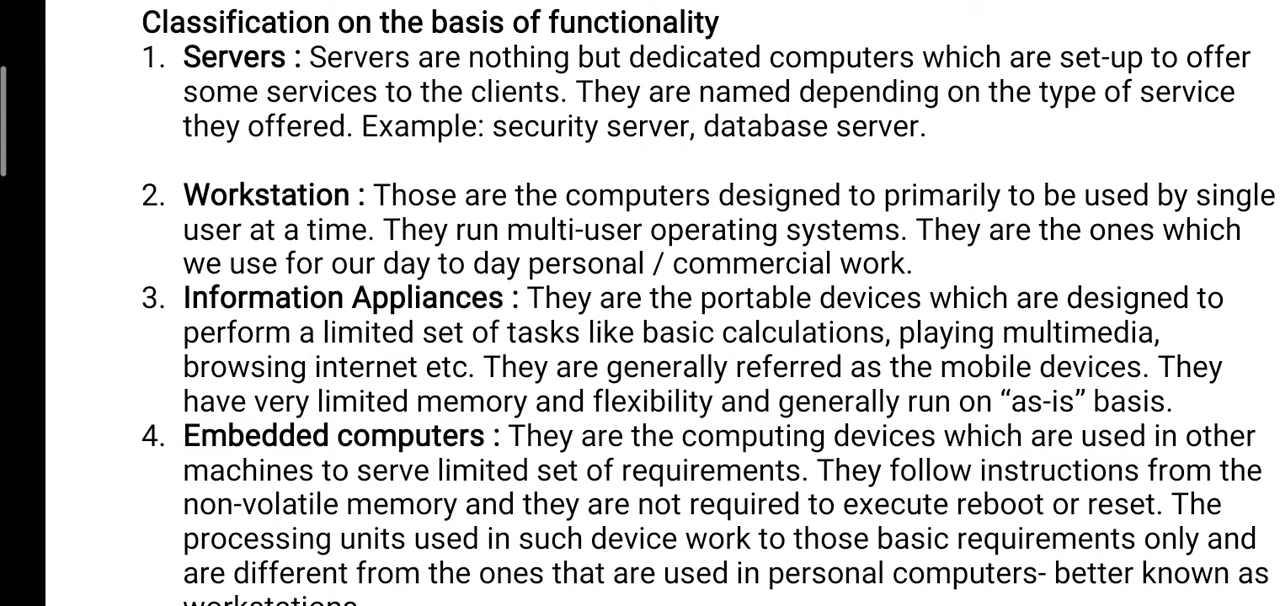 Classification on the basis of functionality
1. Servers : Servers are nothing but dedicated computers which are set-up to offer
some services to the clients. They are named depending on the type of service
they offered. Example: security server, database server.
2. Workstation : Those are the computers designed to primarily to be used by single
user at a time. They run multi-user operating systems. They are the ones which
we use for our day to day personal / commercial work.
3. Information Appliances : They are the portable devices which are designed to
perform a limited set of tasks like basic calculations, playing multimedia,
browsing internet etc. They are generally referred as the mobile devices. They
have very limited memory and flexibility and generally run on “as-is” basis.
4. Embedded computers : They are the computing devices which are used in other
machines to serve limited set of requirements. They follow instructions from the
non-volatile memory and they are not required to execute reboot or reset. The
processing units used in such device work to those basic requirements only and
are different from the ones that are used in personal computers- better known as
workstations.